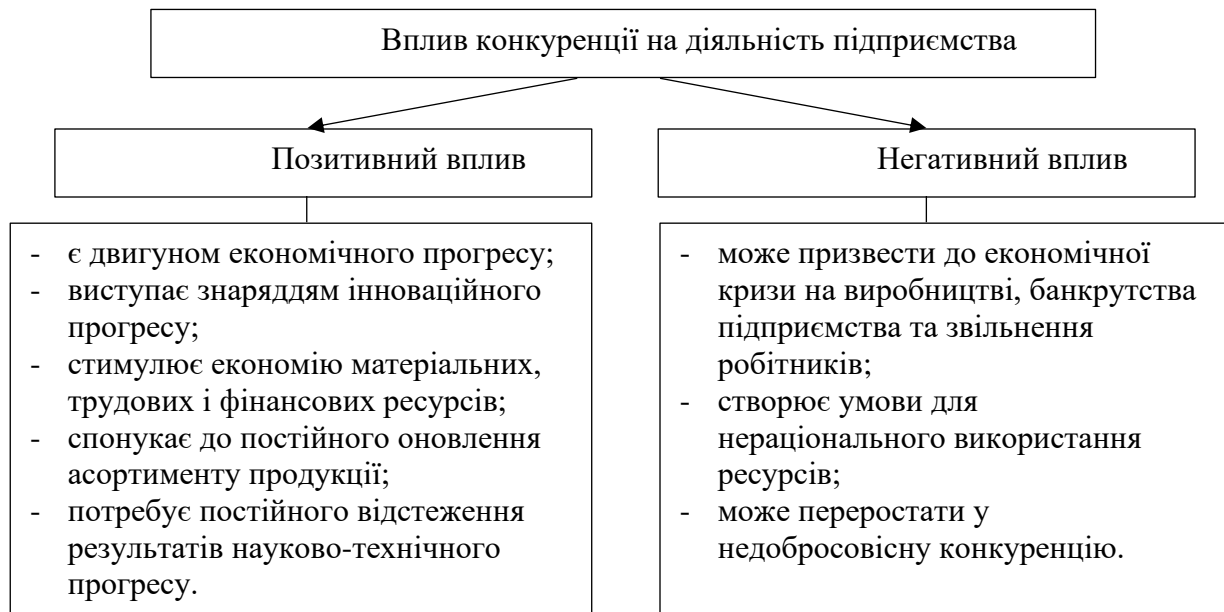 Вплив конкуренції на діяльність підприємства
Позитивний вплив
Негативний вплив
- є двигуном економічного прогресу;
- виступає знаряддям інноваційного
прогресу;
- стимулює економію матеріальних,
трудових і фінансових ресурсів;
- спонукає до постійного оновлення
асортименту продукції;
- потребує постійного відстеження
результатів науково-технічного
прогресу.
- може призвести до економічної
кризи на виробництві, банкрутства
підприємства та звільнення
робітників;
- створює умови для
нераціонального використання
ресурсів;
- може перерости у
недобросовісну конкуренцію.